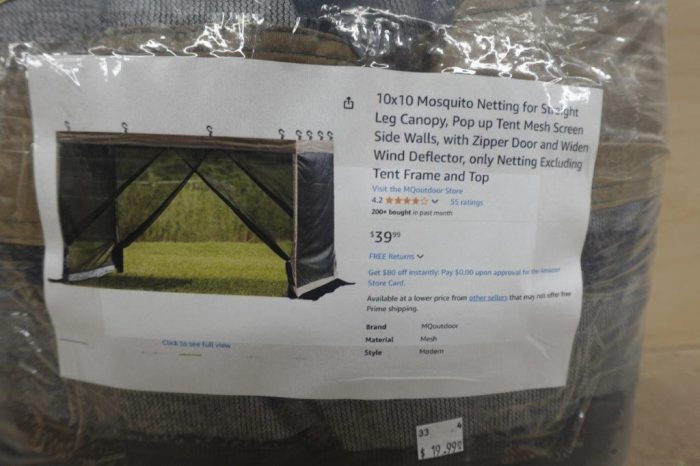 10x10 Mosquito Netting for Straight
Leg Canopy, Pop up Tent Mesh Screen
Side Walls, with Zipper Door and Widen
Wind Deflector, only Netting Excluding
Tent Frame and Top
Visit the MQoutdoor Store
4.2 55 ratings
200+ bought in past month
$3999
FREE Returns
Get $80 off instantly: Pay $0.00 upon approval for the Amazon
Store Card.
Available at a lower price from other sellers that may not offer free
Prime shipping.
Brand MQoutdoor
Material Mesh
Style Modern
Click to see full view
33 4
$ 19.999